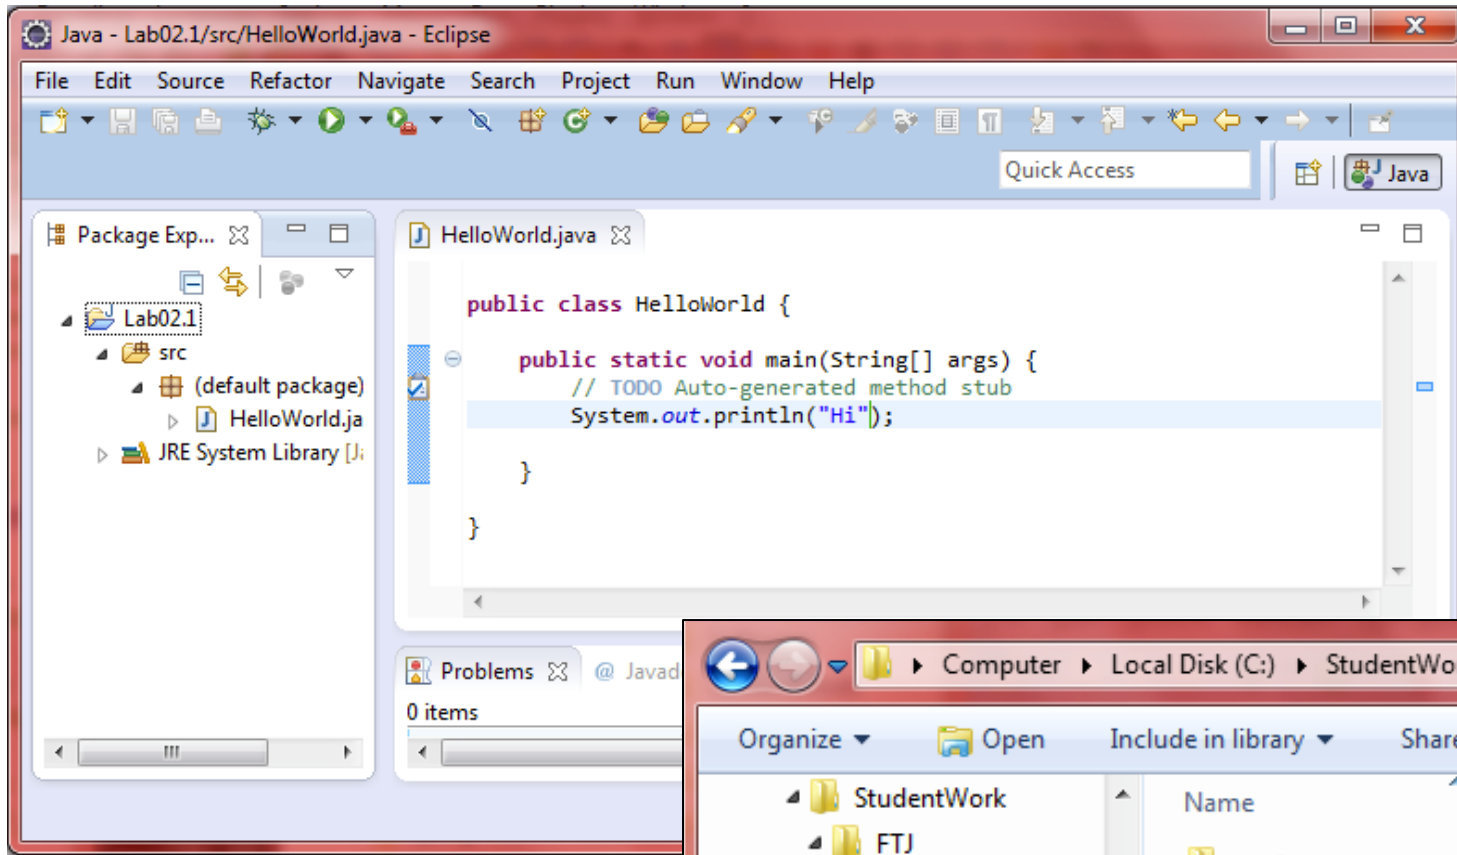 Java - Lab02.1/src/HelloWorld.java - Eclipse
File Edit Source Refactor Navigate Search Project Run Window Help
Quick Access
Java
Package Exp...
HelloWorld.java
Lab02.1
src
(default package)
HelloWorld.ja
JRE System Library [Ja
public class HelloWorld {
public static void main(String[] args) {
// TODO Auto-generated method stub
System.out.println("Hi");
}
}
Problems @ Javad
0 items
Computer Local Disk (C:) StudentWo
Organize Open Include in library Share
StudentWork
FTJ
Name